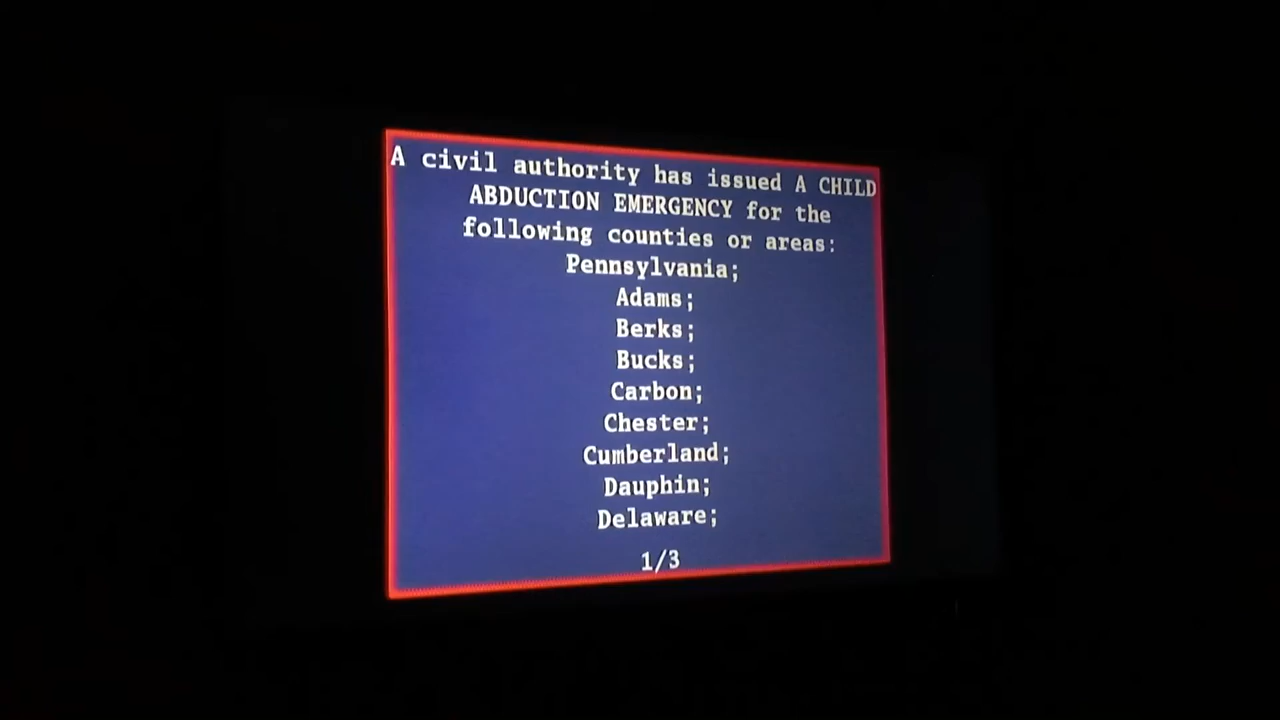 A civil authority has issued A CHILD
ABDUCTION EMERGENCY for the
following counties or areas:
Pennsylvania;
Adams;
Berks;
Bucks;
Carbon;
Chester;
Cumberland;
Dauphin;
Delaware;
1/3